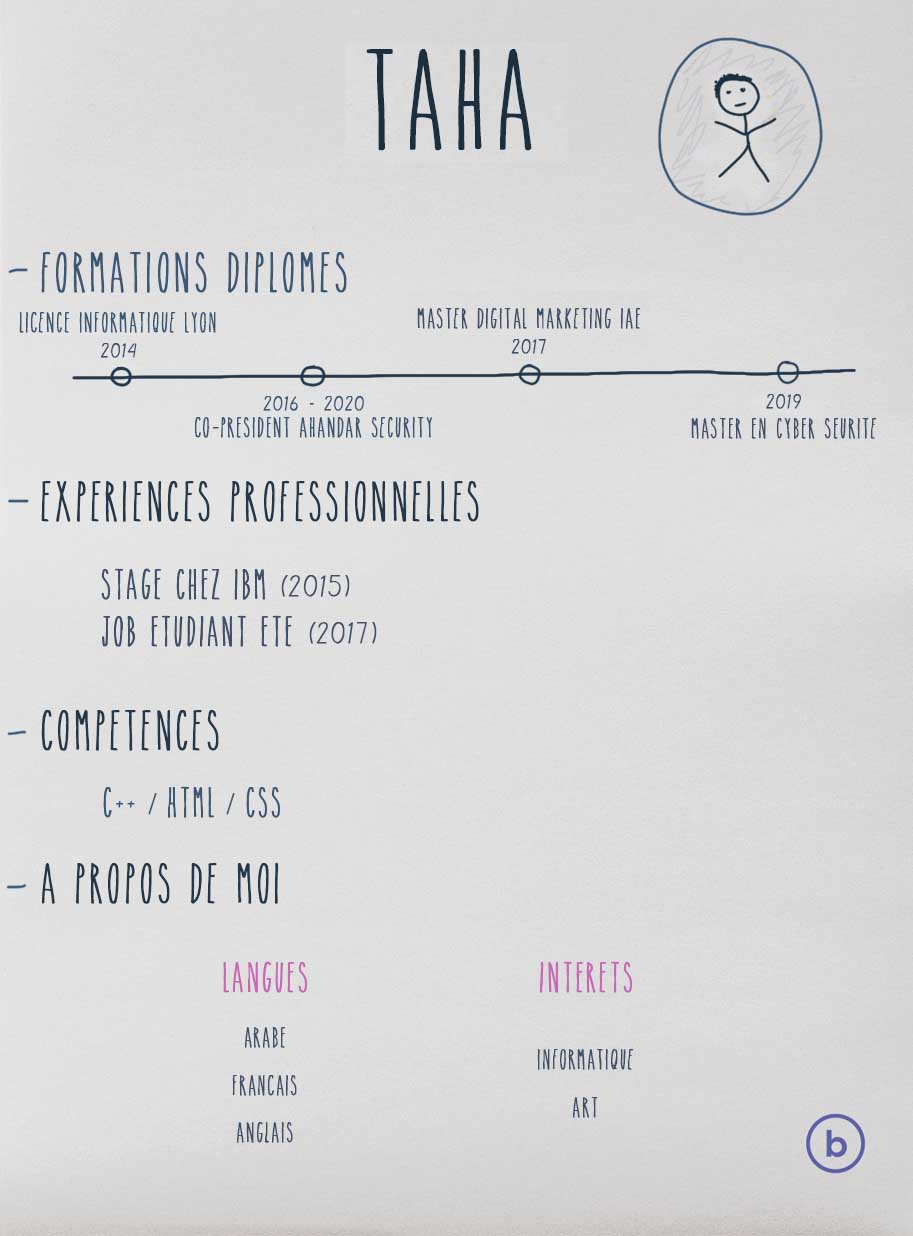 TAHA
– FORMATIONS DIPLOMES
LICENCE INFORMATIQUE LYON
2014
MASTER DIGITAL MARKETING IAE
2017
2016 - 2020
CO-PRESIDENT AHANDAR SECURITY
2019
MASTER EN CYBER SEURITE
– EXPERIENCES PROFESSIONNELLES
STAGE CHEZ IBM (2015)
JOB ETUDIANT ETE (2017)
– COMPETENCES
C++ / HTML / CSS
– A PROPOS DE MOI
LANGUES
ARABE
FRANCAIS
ANGLAIS
INTERETS
INFORMATIQUE
ART
b